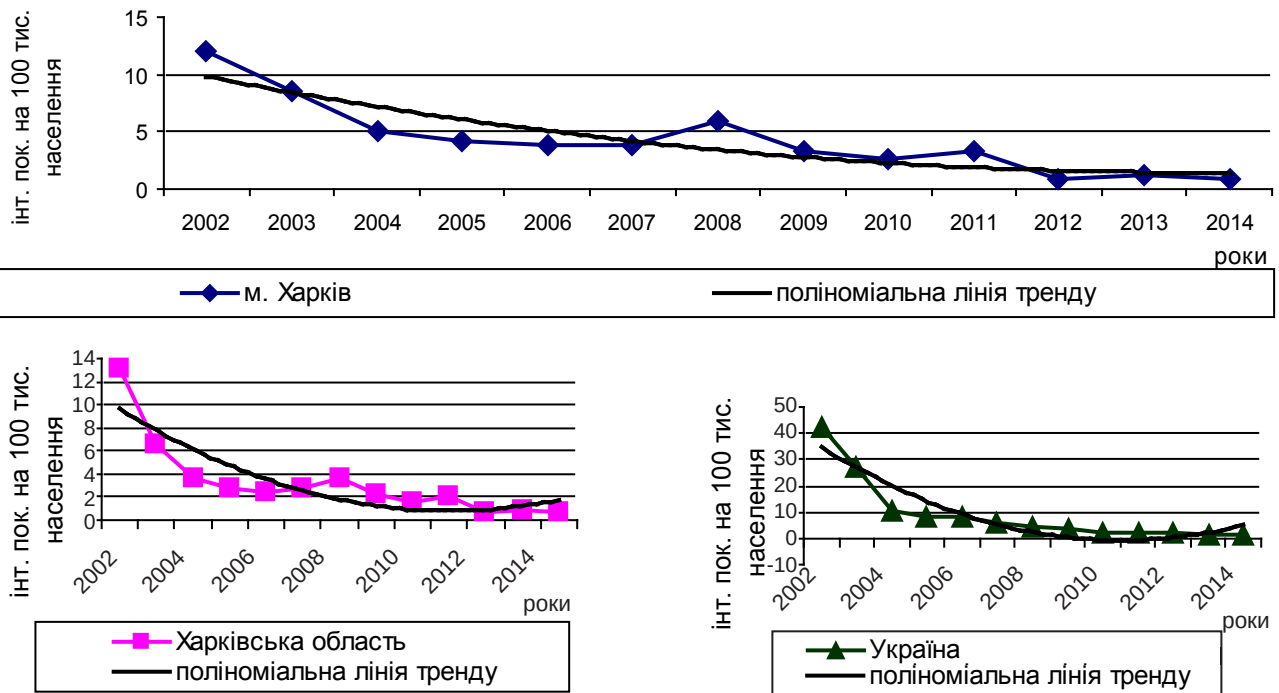 інт. пок. на 100 тис.
населення
15
10
5
0
2002 2003 2004 2005 2006 2007 2008 2009 2010 2011 2012 2013 2014
роки
м. Харків поліноміальна лінія тренду
інт. пок. на 100 тис.
населення
14
12
10
8
6
4
2
0
2002 2004 2006 2008 2010 2012 2014
роки
Харківська область
поліноміальна лінія тренду
інт. пок. на 100 тис.
населення
50
40
30
20
10
0
-10
2002 2004 2006 2008 2010 2012 2014
роки
Україна
поліноміальна лінія тренду